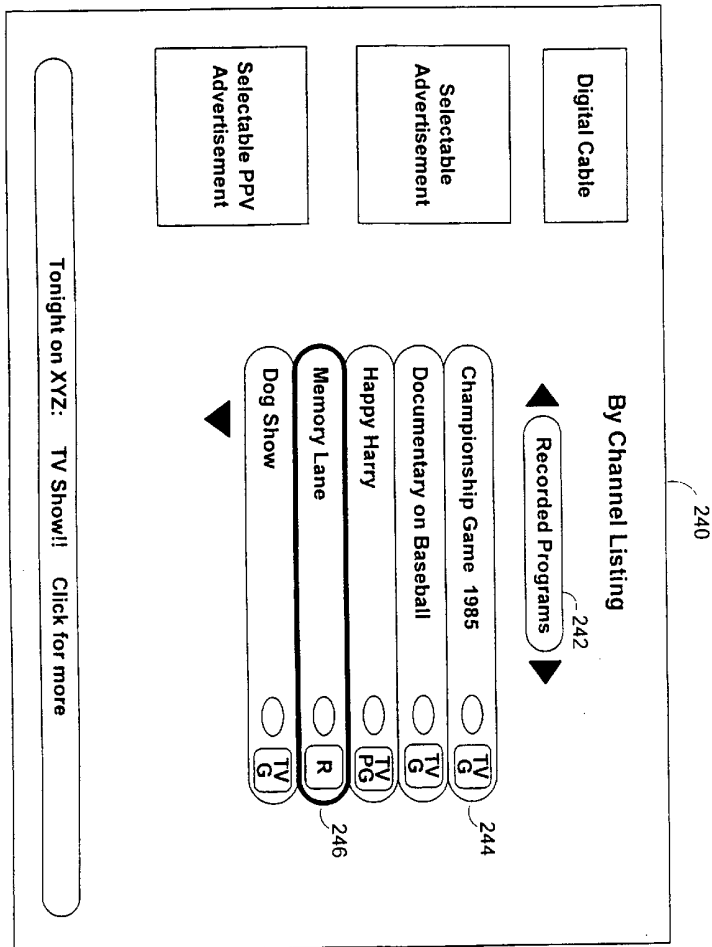 240
Digital Cable
Selectable
Advertisement
Selectable PPV
Advertisement
By Channel Listing
Recorded Programs
242
Championship Game 1985
TV
G
244
Documentary on Baseball
TV
G
Happy Harry
TV
PG
Memory Lane
R
246
Dog Show
TV
G
Tonight on XYZ: TV Show!! Click for more